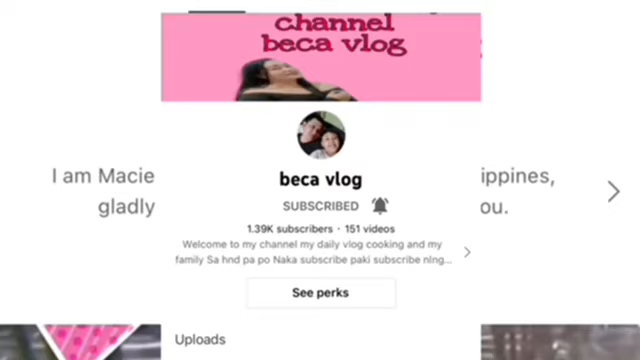 channel
beca vlog
I am Macie
ippines,
gladly
ou.
beca vlog
SUBSCRIBED
1.39K subscribers · 151 videos
Welcome to my channel my daily vlog cooking and my
family Sa hnd pa po Naka subscribe paki subscribe nlng...
See perks
Uploads